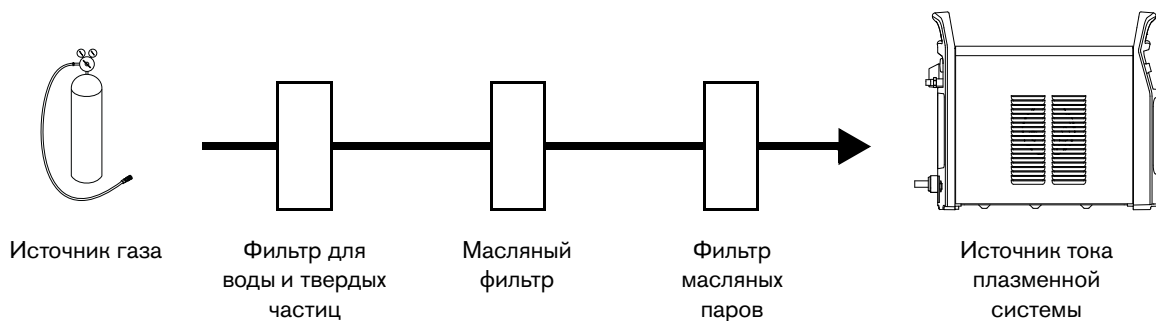 Источник газа
Фильтр для
воды и твердых
частиц
Масляный
фильтр
Фильтр
масляных
паров
Источник тока
плазменной
системы